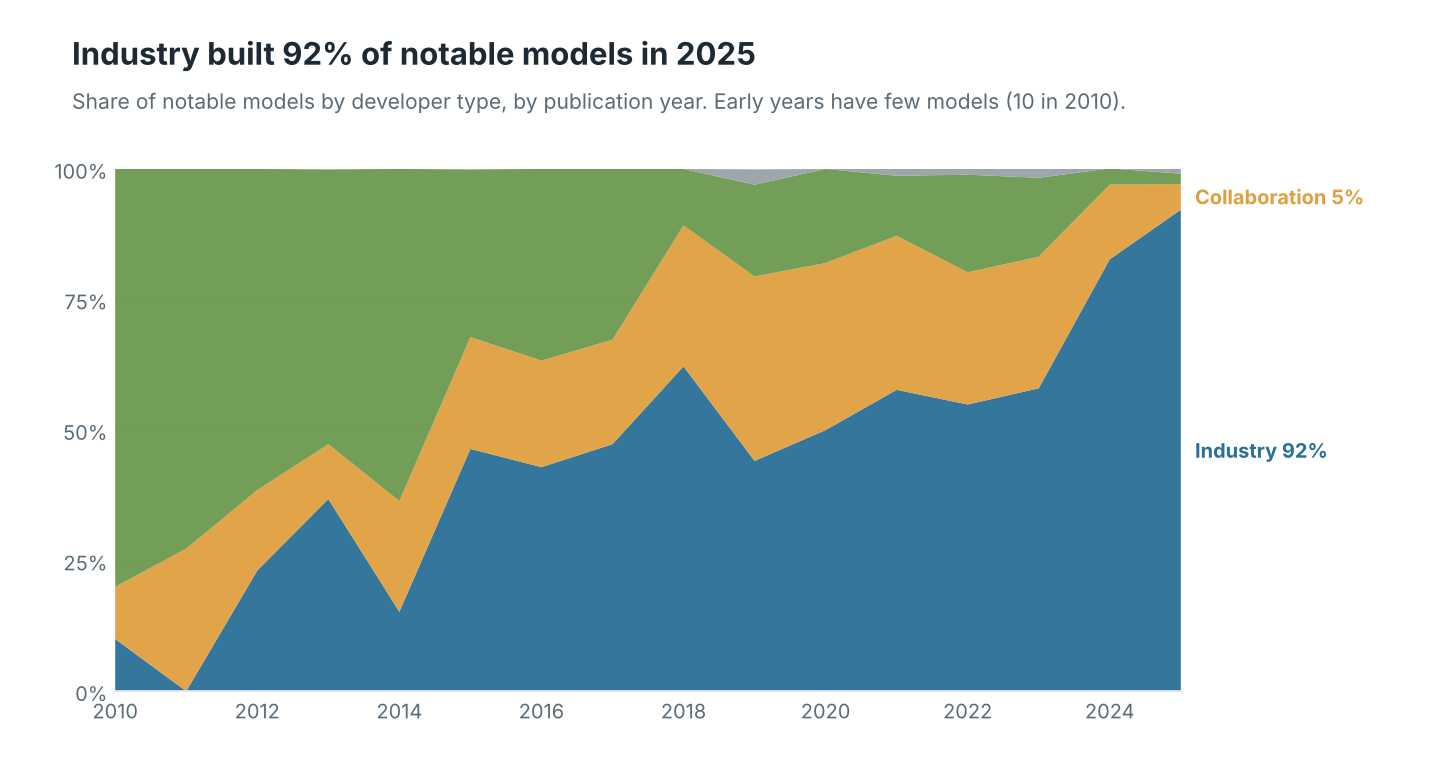 Industry built 92% of notable models in 2025
Share of notable models by developer type, by publication year. Early years have few models (10 in 2010).
100%
Collaboration 5%
75%
50%
Industry 92%
25%
0%
2010 2012 2014 2016 2018 2020 2022 2024